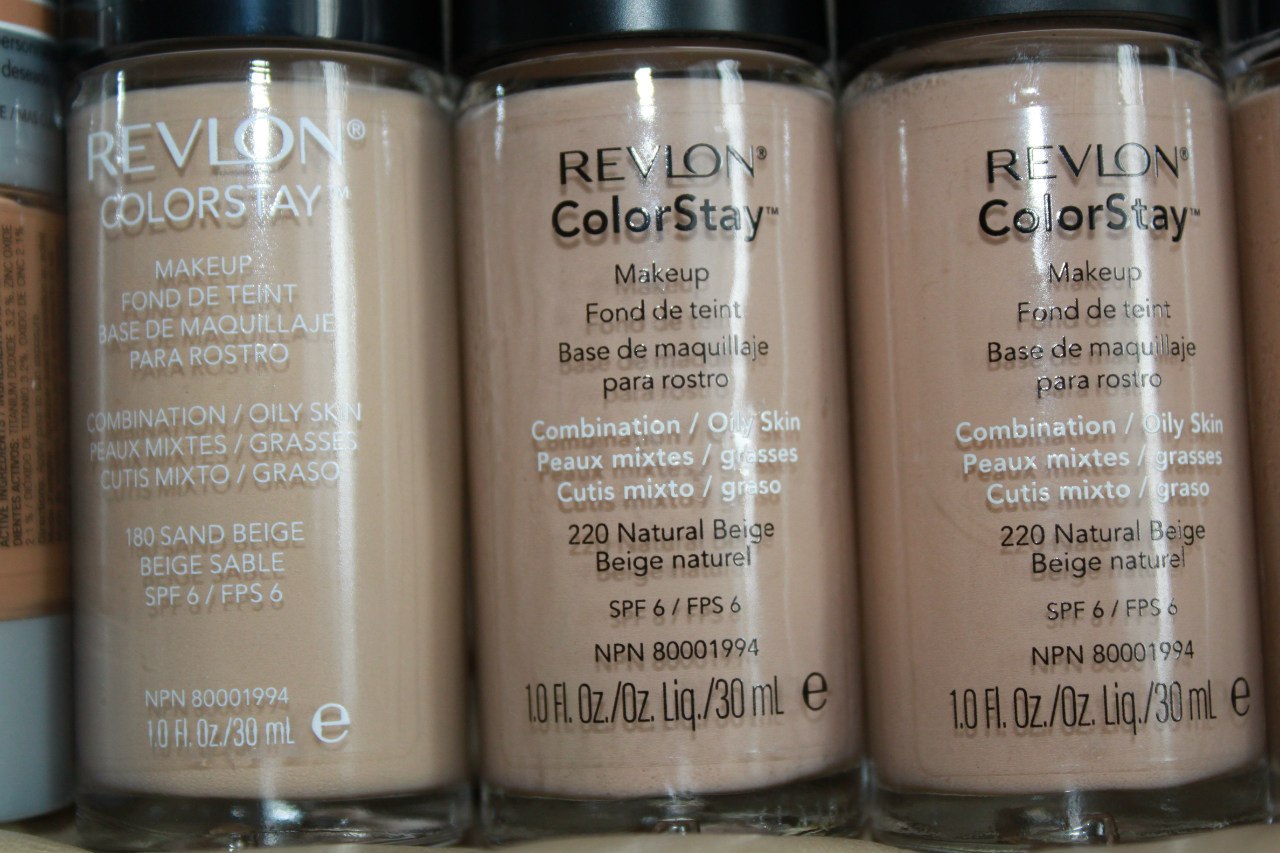 REVLON®
COLORSTAY™
MAKEUP
FOND DE TEINT
BASE DE MAQUILLAJE
PARA ROSTRO
COMBINATION / OILY SKIN
PEAUX MIXTES / GRASSES
CUTIS MIXTO / GRASO
180 SAND BEIGE
BEIGE SABLE
SPF 6 / FPS 6
NPN 80001994
1.0 Fl. Oz./30 mL e
REVLON®
ColorStay™
Makeup
Fond de teint
Base de maquillaje
para rostro
Combination / Oily Skin
Peaux mixtes / grasses
Cutis mixto / graso
220 Natural Beige
Beige naturel
SPF 6 / FPS 6
NPN 80001994
1.0 Fl. Oz./Oz. Liq./30 mL e
REVLON®
ColorStay™
Makeup
Fond de teint
Base de maquillaje
para rostro
Combination / Oily Skin
Peaux mixtes / grasses
Cutis mixto / graso
220 Natural Beige
Beige naturel
SPF 6 / FPS 6
NPN 80001994
1.0 Fl. Oz./Oz. Liq./30 mL e